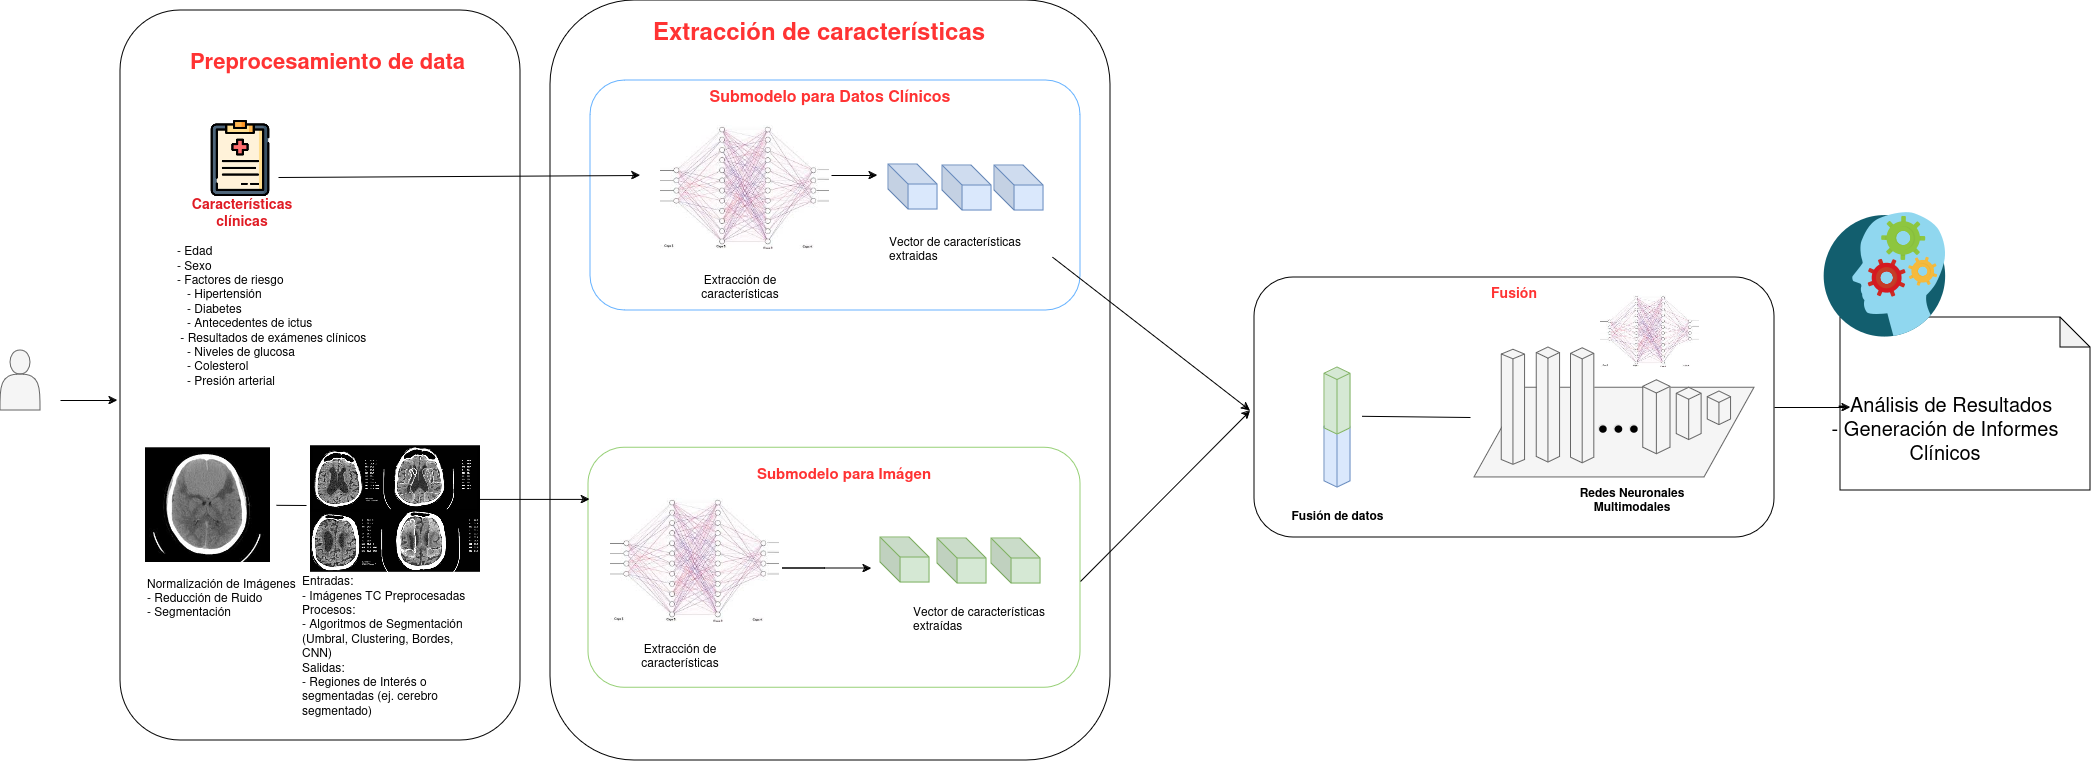 Preprocesamiento de data
Características
clínicas
- Edad
- Sexo
- Factores de riesgo
- Hipertensión
- Diabetes
- Antecedentes de ictus
- Resultados de exámenes clínicos
- Niveles de glucosa
- Colesterol
- Presión arterial
Normalización de Imágenes
- Reducción de Ruido
- Segmentación
Entradas:
- Imágenes TC Preprocesadas
Procesos:
- Algoritmos de Segmentación
(Umbral, Clustering, Bordes,
CNN)
Salidas:
- Regiones de Interés o
segmentadas (ej. cerebro
segmentado)
Extracción de características
Submodelo para Datos Clínicos
Extracción de
características
Vector de características
extraidas
Submodelo para Imágen
Extracción de
características
Vector de características
extraídas
Fusión
Fusión de datos
Redes Neuronales
Multimodales
Análisis de Resultados
- Generación de Informes
Clínicos